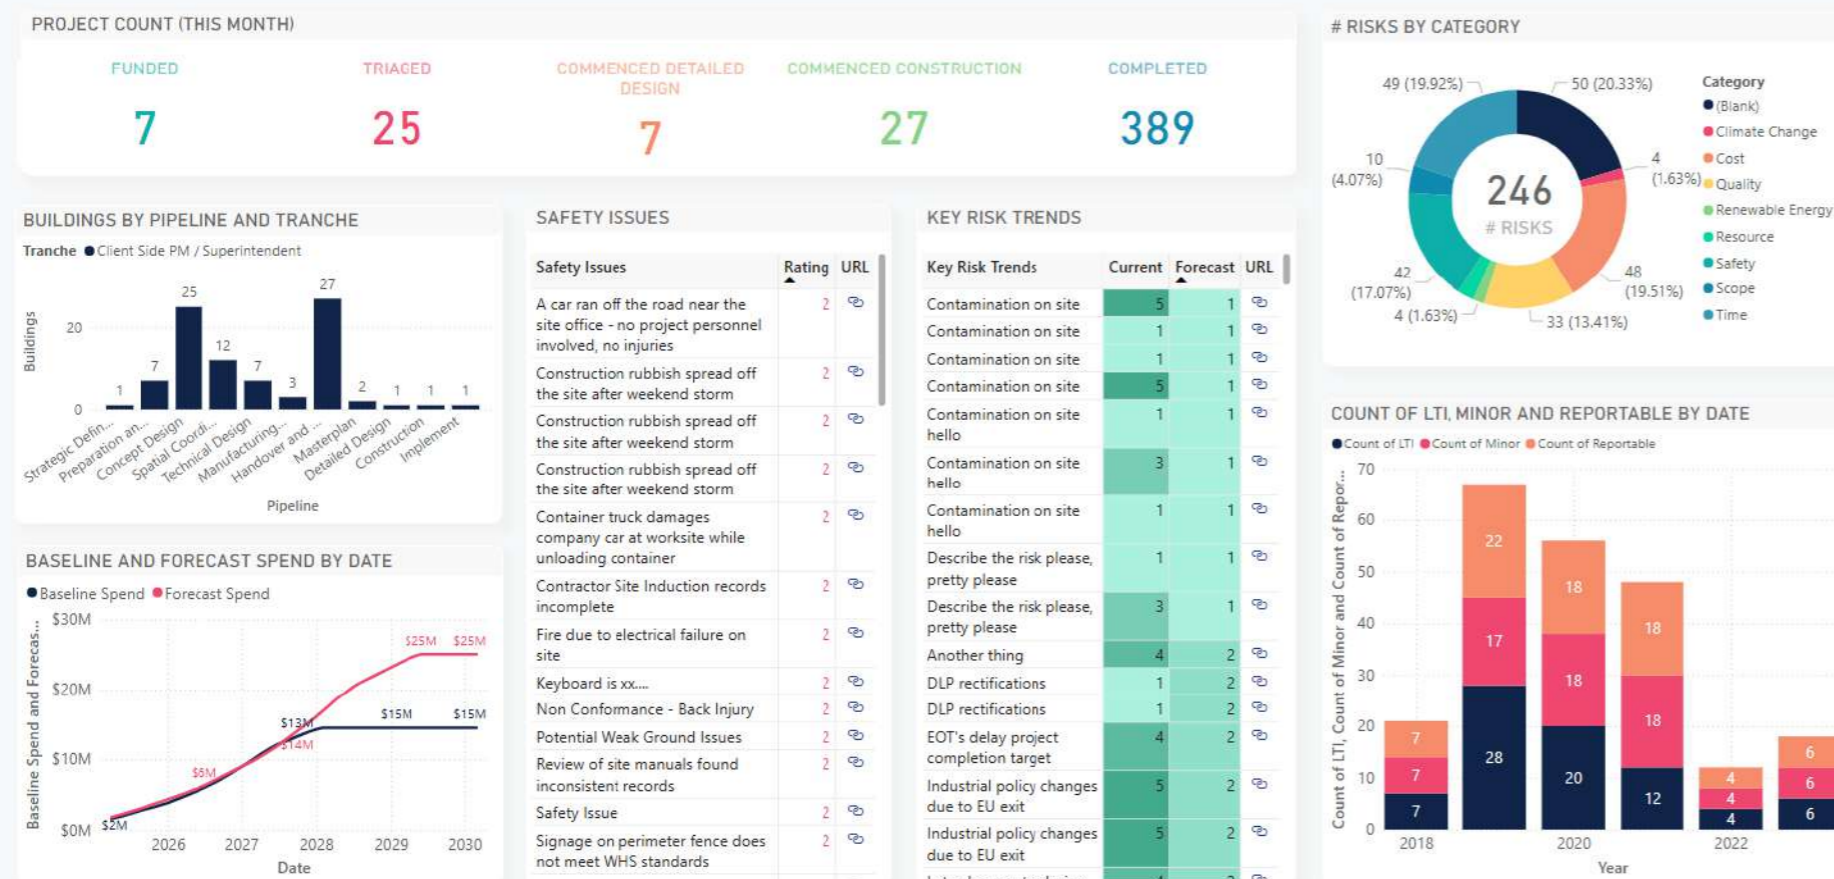 PROJECT COUNT (THIS MONTH)
FUNDED
7
TRIAGED
25
COMMENCED DETAILED
DESIGN
7
COMMENCED CONSTRUCTION
27
COMPLETED
389
BUILDINGS BY PIPELINE AND TRANCHE
Tranche Client Side PM / Superintendent
Buildings
20
0
1
7
25
12
7
3
27
2
1
1
1
Strategic Defin...
Preparation an...
Concept Design
Spatial Coordi...
Technical Design
Manufacturing...
Handover and ...
Masterplan
Detailed Design
Construction
Implement
Pipeline
BASELINE AND FORECAST SPEND BY DATE
Baseline Spend Forecast Spend
Baseline Spend and Forecas...
$30M
$20M
$10M
$0M
$2M
$6M
$13M
$14M
$25M $25M
$15M $15M
2026 2027 2028 2029 2030
Date
SAFETY ISSUES
Safety Issues Rating URL
A car ran off the road near the 2
site office - no project personnel
involved, no injuries
Construction rubbish spread off 2
the site after weekend storm
Construction rubbish spread off 2
the site after weekend storm
Construction rubbish spread off 2
the site after weekend storm
Container truck damages 2
company car at worksite while
unloading container
Contractor Site Induction records 2
incomplete
Fire due to electrical failure on 2
site
Keyboard is xx.... 2
Non Conformance - Back Injury 2
Potential Weak Ground Issues 2
Review of site manuals found 2
inconsistent records
Safety Issue 2
Signage on perimeter fence does 2
not meet WHS standards
KEY RISK TRENDS
Key Risk Trends Current Forecast URL
Contamination on site 5 1
Contamination on site 1 1
Contamination on site 1 1
Contamination on site 5 1
Contamination on site 1 1
hello
Contamination on site 3 1
hello
Contamination on site 1 1
hello
Describe the risk please, 1 1
pretty please
Describe the risk please, 3 1
pretty please
Another thing 4 2
DLP rectifications 1 2
DLP rectifications 1 2
EOT's delay project 4 2
completion target
Industrial policy changes 5 2
due to EU exit
Industrial policy changes 5 2
due to EU exit
# RISKS BY CATEGORY
49 (19.92%)
50 (20.33%)
10
(4.07%)
4
(1.63%)
246
# RISKS
42
(17.07%)
48
(19.51%)
4 (1.63%)
33 (13.41%)
Category
(Blank)
Climate Change
Cost
Quality
Renewable Energy
Resource
Safety
Scope
Time
COUNT OF LTI, MINOR AND REPORTABLE BY DATE
Count of LTI Count of Minor Count of Reportable
Count of LTI, Count of Minor and Count of Repor...
70
60
50
40
30
20
10
0
7
7
7
22
17
28
18
18
20
18
18
12
4
4
4
6
6
6
2018 2020 2022
Year